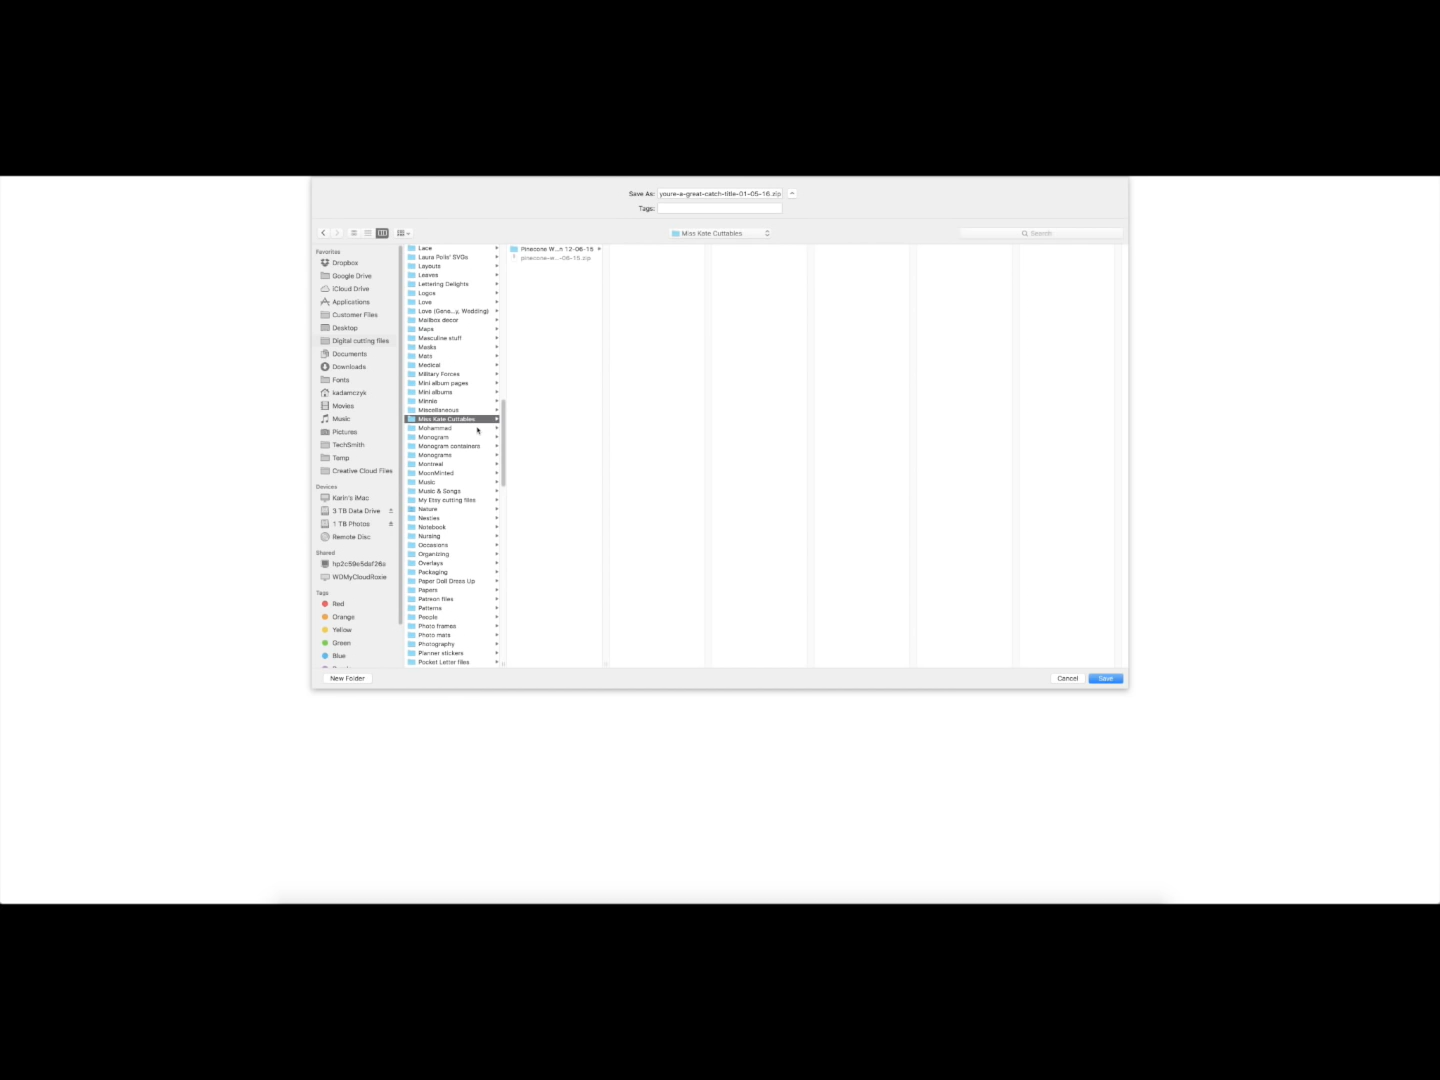 Save As: youre-a-great-catch-title-01-05-16.zip
Tags:
Miss Kate Cuttables
Search
Favorites
Dropbox
Google Drive
iCloud Drive
Applications
Customer Files
Desktop
Digital cutting files
Documents
Downloads
Fonts
kadamczyk
Movies
Music
Pictures
TechSmith
Temp
Creative Cloud Files
Devices
Karin's iMac
3 TB Data Drive
1 TB Photos
Remote Disc
Shared
hp2c59e5daf26a
WDMyCloudRoxie
Tags
Red
Orange
Yellow
Green
Blue
Lace
Laura Polis' SVGs
Layouts
Leaves
Lettering Delights
Logos
Love
Love (Gene...y, Wedding)
Mailbox decor
Maps
Masculine stuff
Masks
Mats
Medical
Military Forces
Mini album pages
Mini albums
Minnie
Miscellaneous
Miss Kate Cuttables
Mohammad
Monogram
Monogram containers
Monograms
Montreal
MoonMinted
Music
Music & Songs
My Etsy cutting files
Nature
Nesties
Notebook
Nursing
Occasions
Organizing
Overlays
Packaging
Paper Doll Dress Up
Papers
Patreon files
Patterns
People
Photo frames
Photo mats
Photography
Planner stickers
Pocket Letter files
Pinecone W...n 12-06-15
pinecone-w...-06-15.zip
New Folder
Cancel
Save